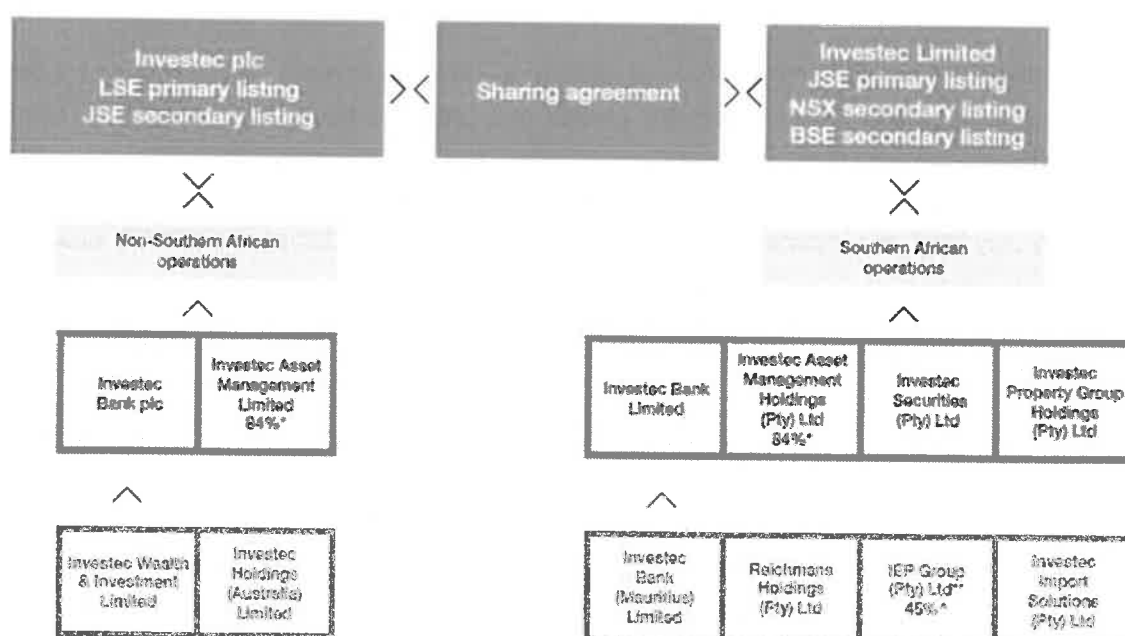 Investec plc
LSE primary listing
JSE secondary listing
Sharing agreement
Investec Limited
JSE primary listing
NSX secondary listing
BSE secondary listing
Non-Southern African
operations
Southern African
operations
Investec
Bank plc
Investec Asset
Management
Limited
84%*
Investec Bank
Limited
Investec Asset
Management
Holdings
(Pty) Ltd
84%*
Investec
Securities
(Pty) Ltd
Investec
Property Group
Holdings
(Pty) Ltd
Investec Wealth
& Investment
Limited
Investec
Holdings
(Australia)
Limited
Investec
Bank
(Mauritius)
Limited
Reichmans
Holdings
(Pty) Ltd
IEP Group
(Pty) Ltd**
45%^
Investec
Import
Solutions
(Pty) Ltd